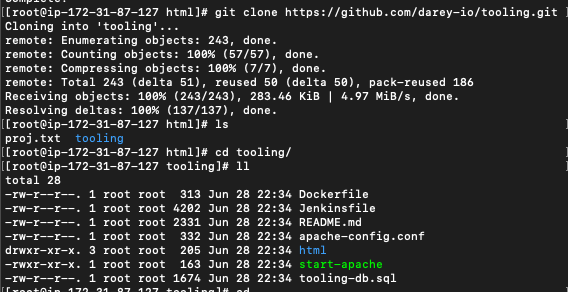 Complete.
[[root@ip-172-31-87-127 html]# git clone https://github.com/darey-io/tooling.git
Cloning into 'tooling'...
remote: Enumerating objects: 243, done.
remote: Counting objects: 100% (57/57), done.
remote: Compressing objects: 100% (7/7), done.
remote: Total 243 (delta 51), reused 50 (delta 50), pack-reused 186
Receiving objects: 100% (243/243), 283.46 KiB | 4.97 MiB/s, done.
Resolving deltas: 100% (137/137), done.
[[root@ip-172-31-87-127 html]# ls
proj.txt  tooling
[[root@ip-172-31-87-127 html]# cd tooling/
[[root@ip-172-31-87-127 tooling]# ll
total 28
-rw-r--r--. 1 root root  313 Jun 28 22:34 Dockerfile
-rw-r--r--. 1 root root 4202 Jun 28 22:34 Jenkinsfile
-rw-r--r--. 1 root root 2331 Jun 28 22:34 README.md
-rw-r--r--. 1 root root  332 Jun 28 22:34 apache-config.conf
drwxr-xr-x. 3 root root  205 Jun 28 22:34 html
-rwxr-xr-x. 1 root root  163 Jun 28 22:34 start-apache
-rw-r--r--. 1 root root 1674 Jun 28 22:34 tooling-db.sql
[[root@ip-172-31-87-127 tooling]# cd